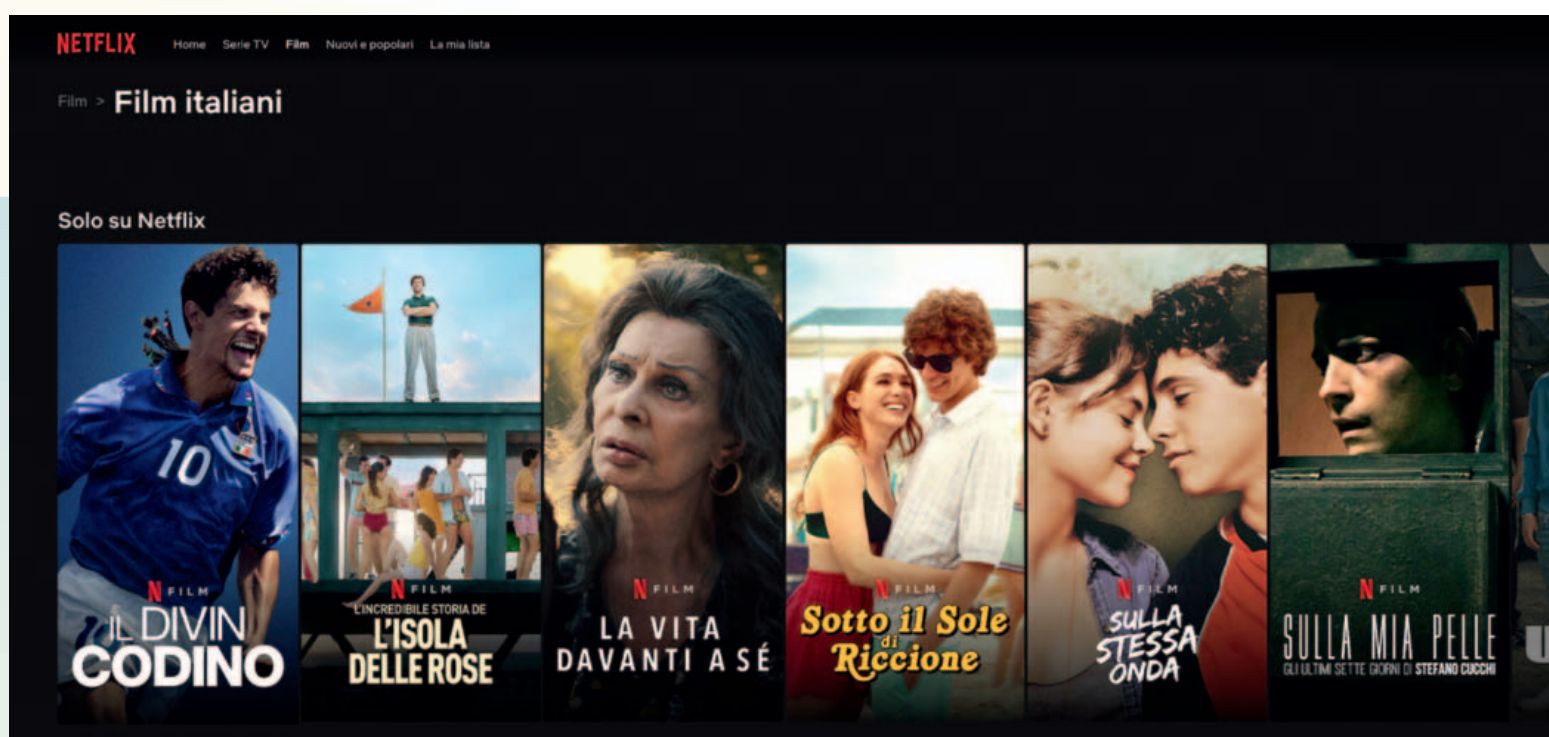 NETFLIX Home Serie TV Film Nuovi e popolari La mia lista
Film > Film italiani
Solo su Netflix
10
N FILM
IL DIVIN
CODINO
N FILM
L'INCREDIBILE STORIA DE
L'ISOLA
DELLE ROSE
N FILM
LA VITA
DAVANTI A SÉ
N FILM
Sotto il Sole
di
Riccione
N FILM
SULLA
STESSA
ONDA
N FILM
SULLA MIA PELLE
GLI ULTIMI SETTE GIORNI DI STEFANO CUCCHI